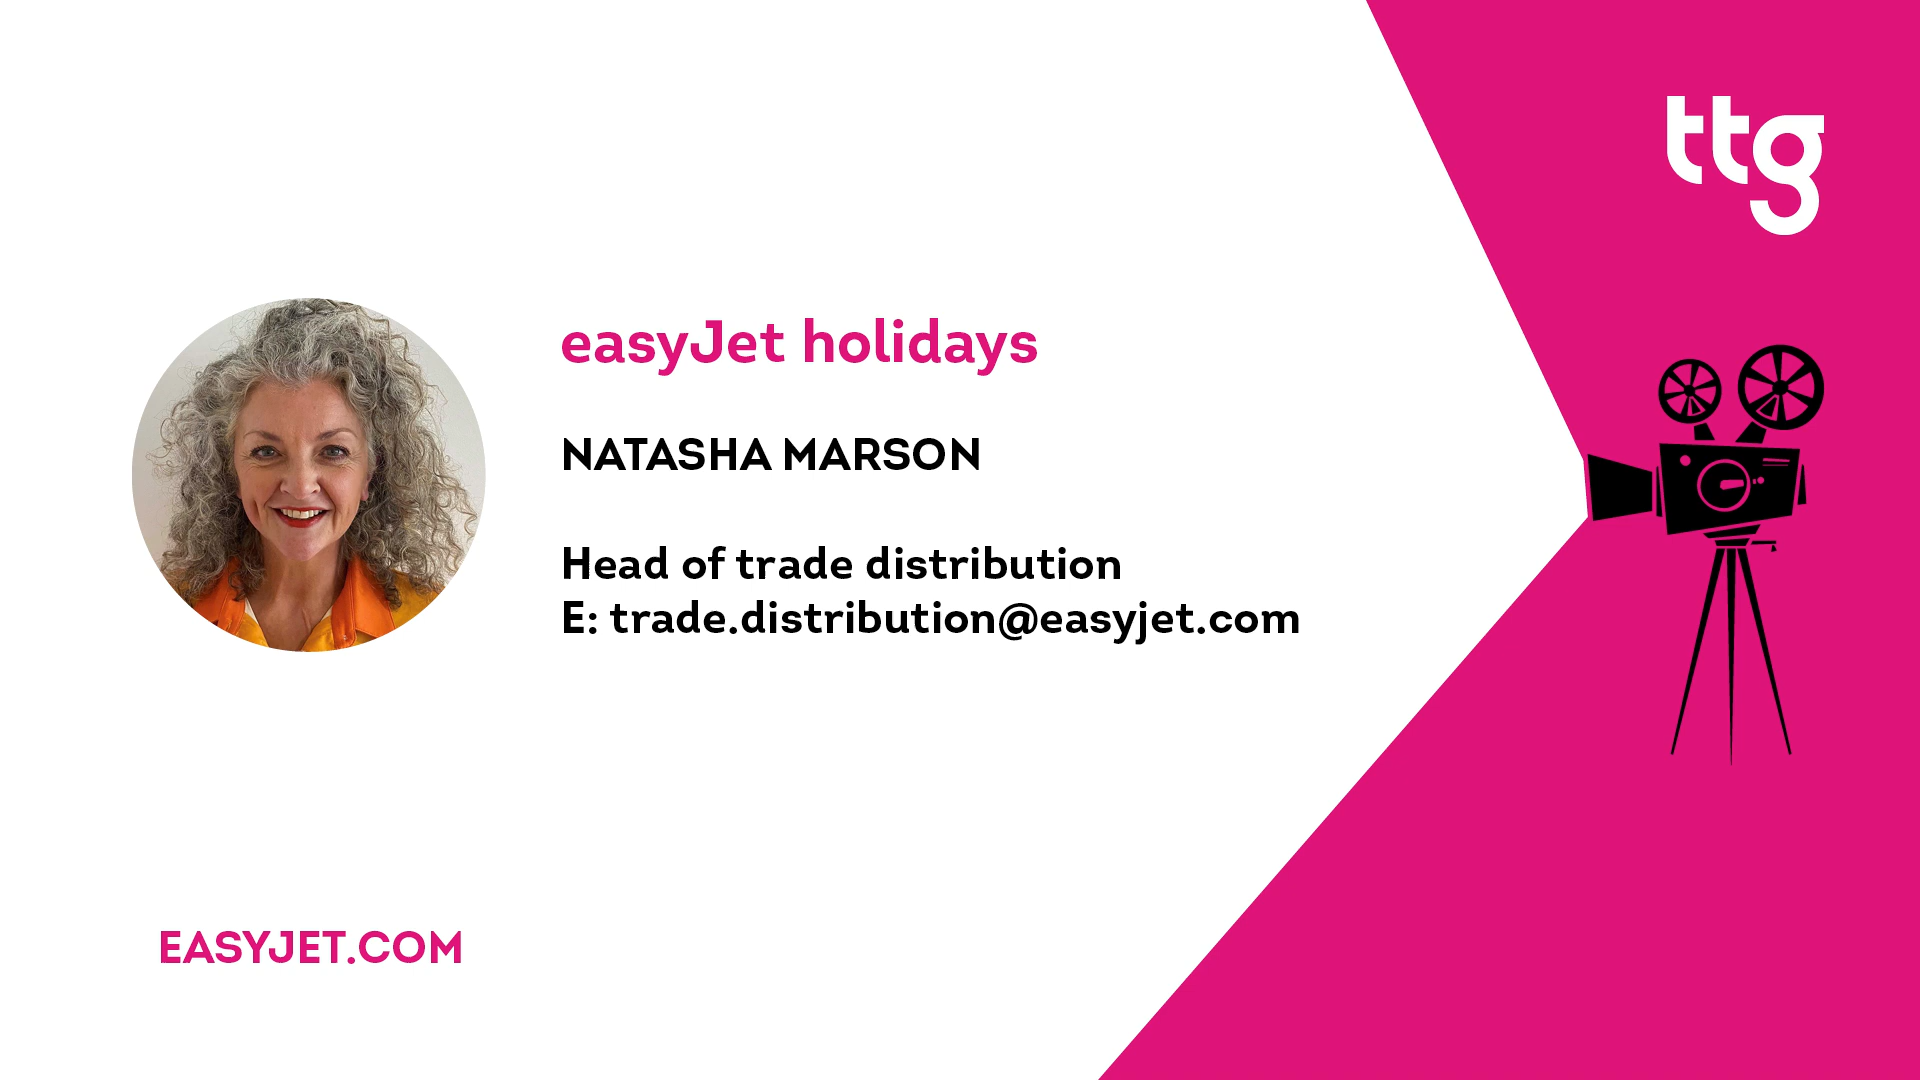 ttg
easyJet holidays
NATASHA MARSON
Head of trade distribution
E: trade.distribution@easyjet.com
EASYJET.COM